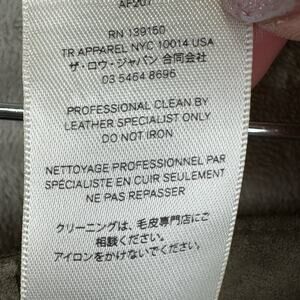 AF207
RN 139150
TR APPAREL NYC 10014 USA
ザ・ロウ・ジャパン 合同会社
03 5464 8696
PROFESSIONAL CLEAN BY
LEATHER SPECIALIST ONLY
DO NOT IRON
NETTOYAGE PROFESSIONNEL PAR
SPÉCIALISTE EN CUIR SEULEMENT
NE PAS REPASSER
クリーニングは、毛皮専門店にご
相談ください。
アイロンをかけないでください。